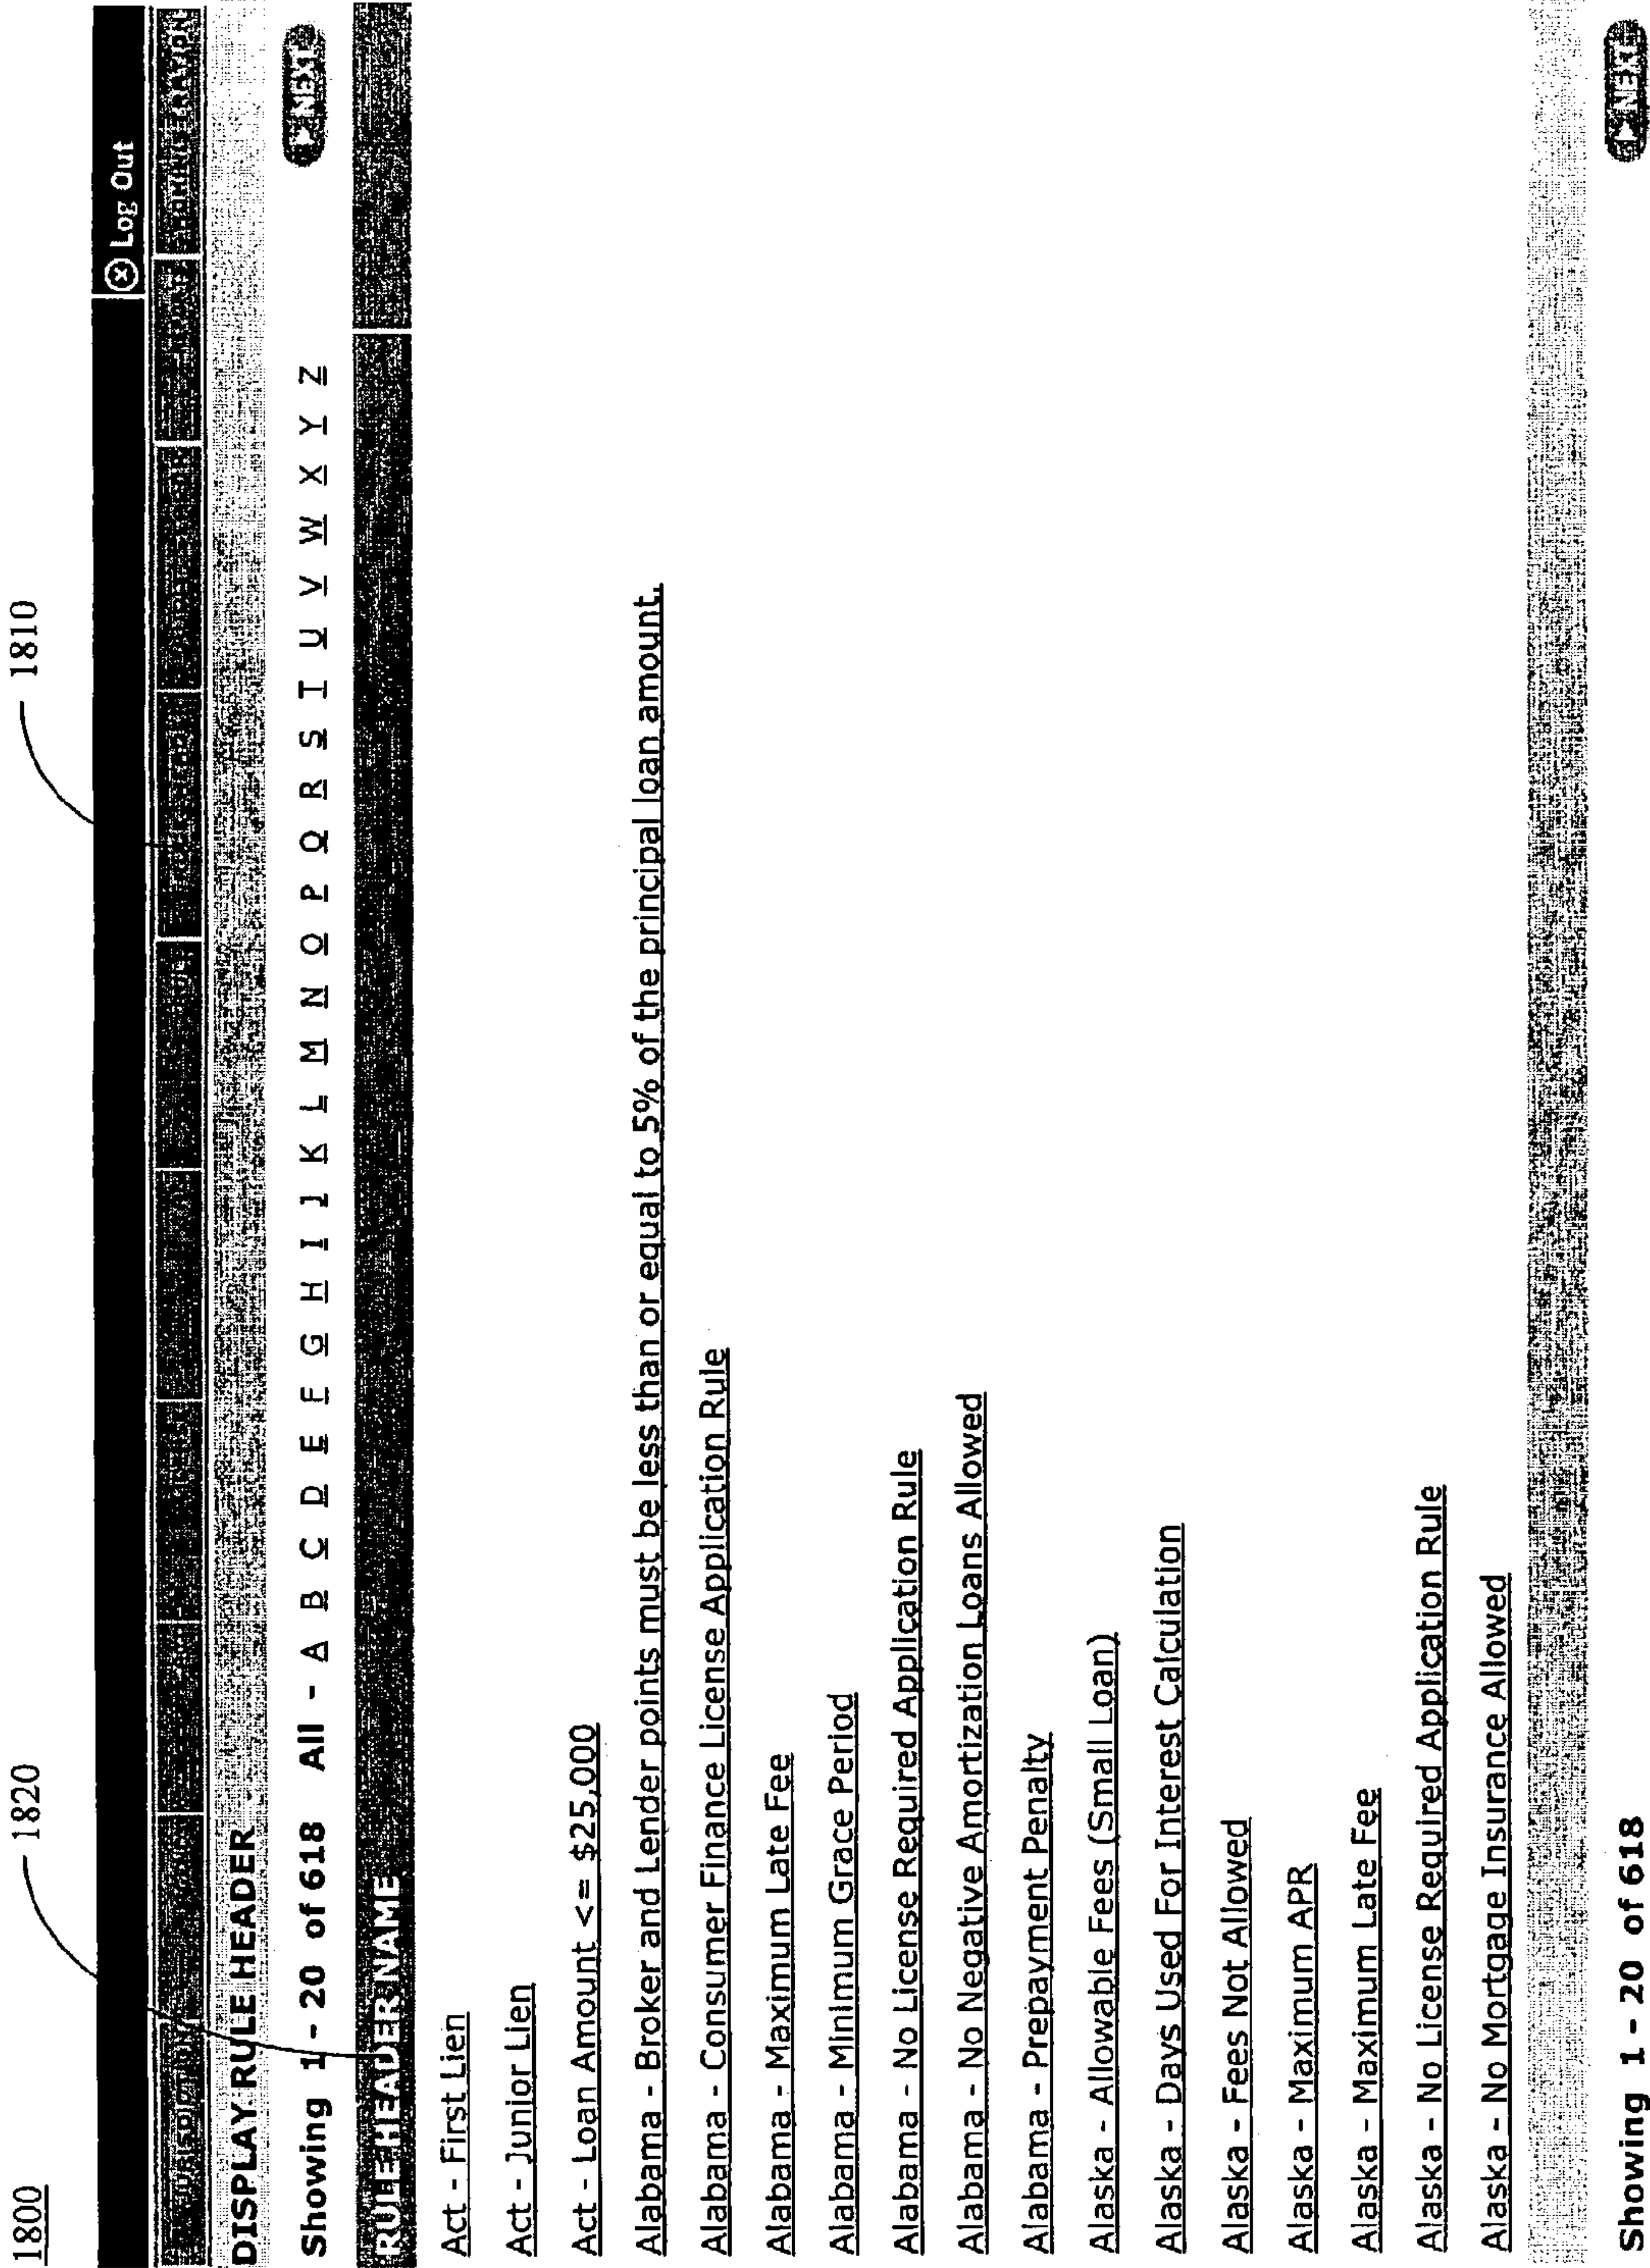 1800
1820
1810
Log Out
DISPLAY RULE HEADER
Showing 1 - 20 of 618 All - A B C D E F G H I J K L M N O P Q R S T U V W X Y Z NEXT
RULE HEADER NAME
Act - First Lien
Act - Junior Lien
Act - Loan Amount <= $25,000
Alabama - Broker and Lender points must be less than or equal to 5% of the principal loan amount.
Alabama - Consumer Finance License Application Rule
Alabama - Maximum Late Fee
Alabama - Minimum Grace Period
Alabama - No License Required Application Rule
Alabama - No Negative Amortization Loans Allowed
Alabama - Prepayment Penalty
Alaska - Allowable Fees (Small Loan)
Alaska - Days Used For Interest Calculation
Alaska - Fees Not Allowed
Alaska - Maximum APR
Alaska - Maximum Late Fee
Alaska - No License Required Application Rule
Alaska - No Mortgage Insurance Allowed
Showing 1 - 20 of 618 NEXT